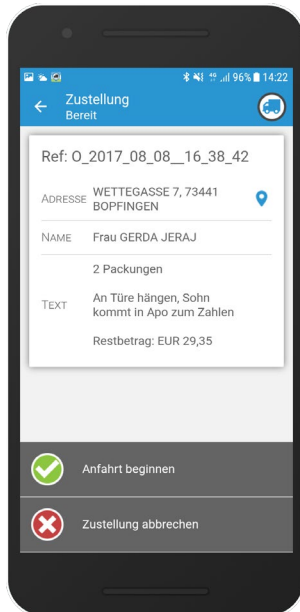 96% 14:22
Zustellung
Bereit
Ref: O_2017_08_08__16_38_42
ADRESSE WETTEGASSE 7, 73441
BOPFINGEN
NAME Frau GERDA JERAJ
2 Packungen
TEXT An Türe hängen, Sohn
kommt in Apo zum Zahlen
Restbetrag: EUR 29,35
Anfahrt beginnen
Zustellung abbrechen